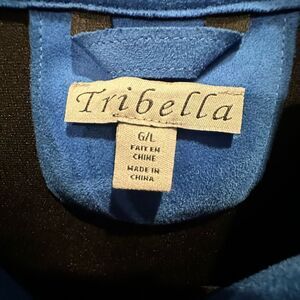 Tribella
G/L
FAIT EN
CHINE
MADE IN
CHINA